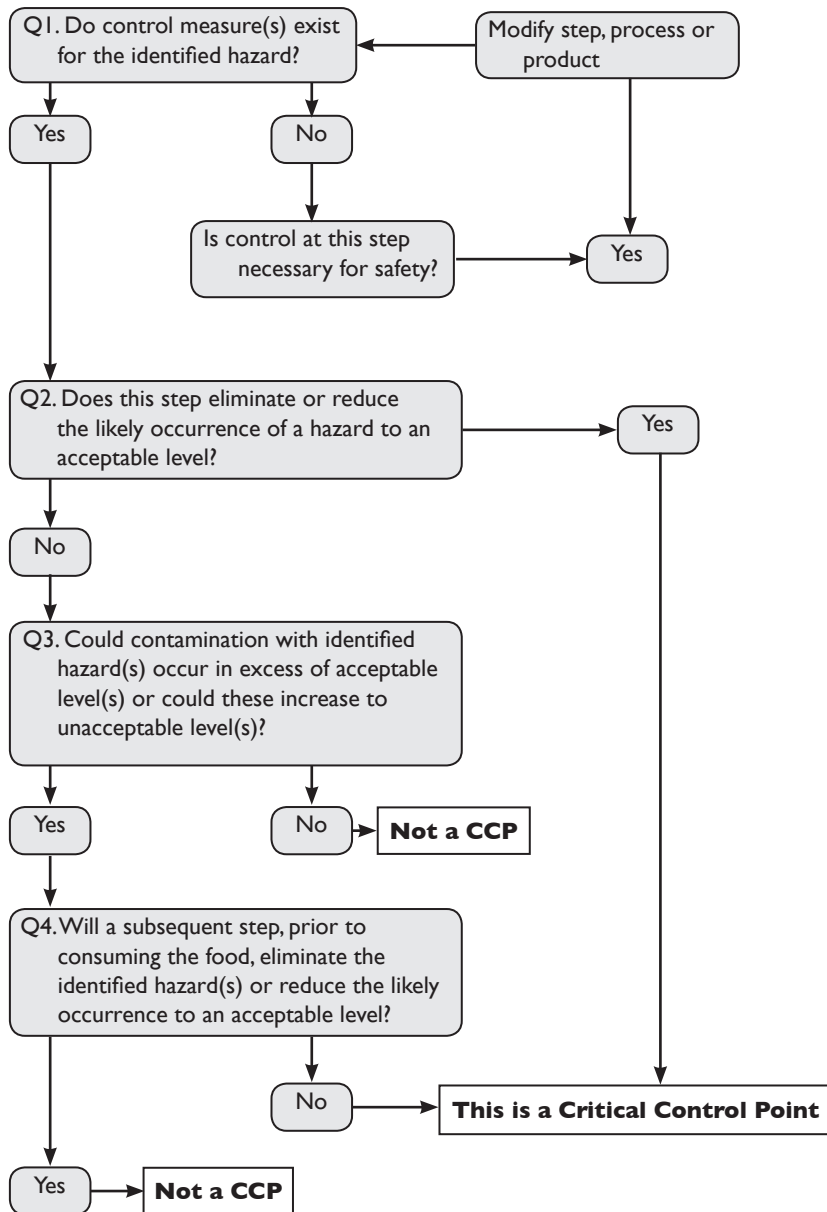 Q1. Do control measure(s) exist
for the identified hazard?
Modify step, process or
product
Yes
No
Is control at this step
necessary for safety?
Yes
Q2. Does this step eliminate or reduce
the likely occurrence of a hazard to an
acceptable level?
Yes
No
Q3. Could contamination with identified
hazard(s) occur in excess of acceptable
level(s) or could these increase to
unacceptable level(s)?
Yes
No
Not a CCP
Q4. Will a subsequent step, prior to
consuming the food, eliminate the
identified hazard(s) or reduce the likely
occurrence to an acceptable level?
No
This is a Critical Control Point
Yes
Not a CCP